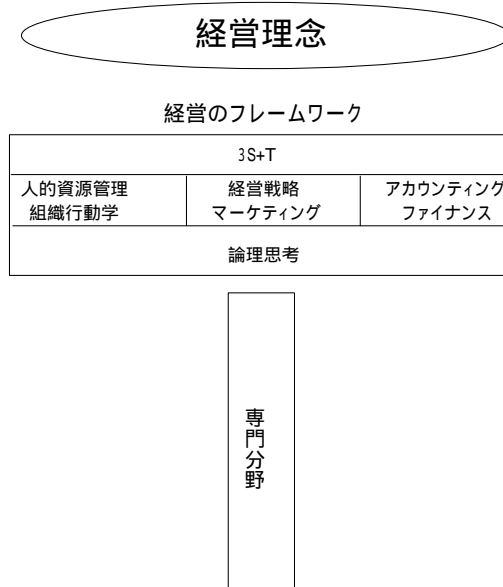 経営理念
経営のフレームワーク
3S+T
人的資源管理
組織行動学
経営戦略
マーケティング
アカウンティング
ファイナンス
論理思考
専門分野